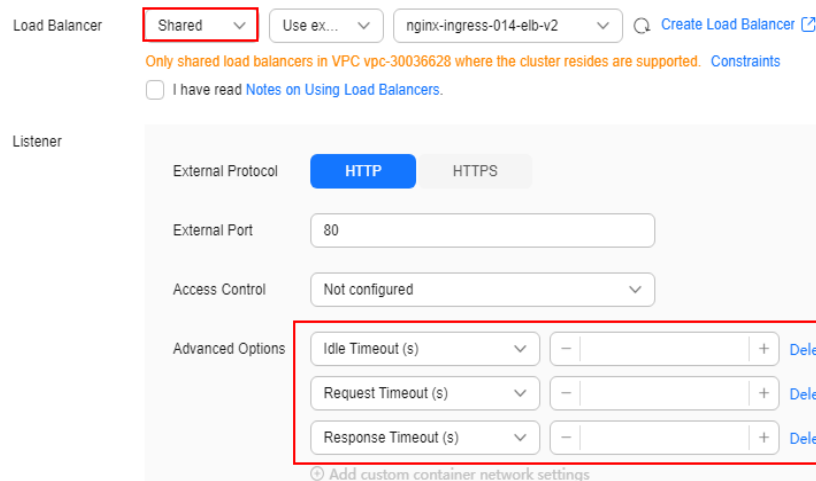 Load Balancer Shared Use ex... nginx-ingress-014-elb-v2 Create Load Balancer
Only shared load balancers in VPC vpc-30036628 where the cluster resides are supported. Constraints
I have read Notes on Using Load Balancers.
Listener
External Protocol HTTP HTTPS
External Port 80
Access Control Not configured
Advanced Options Idle Timeout (s) − + Dele
Request Timeout (s) − + Dele
Response Timeout (s) − + Dele
Add custom container network settings